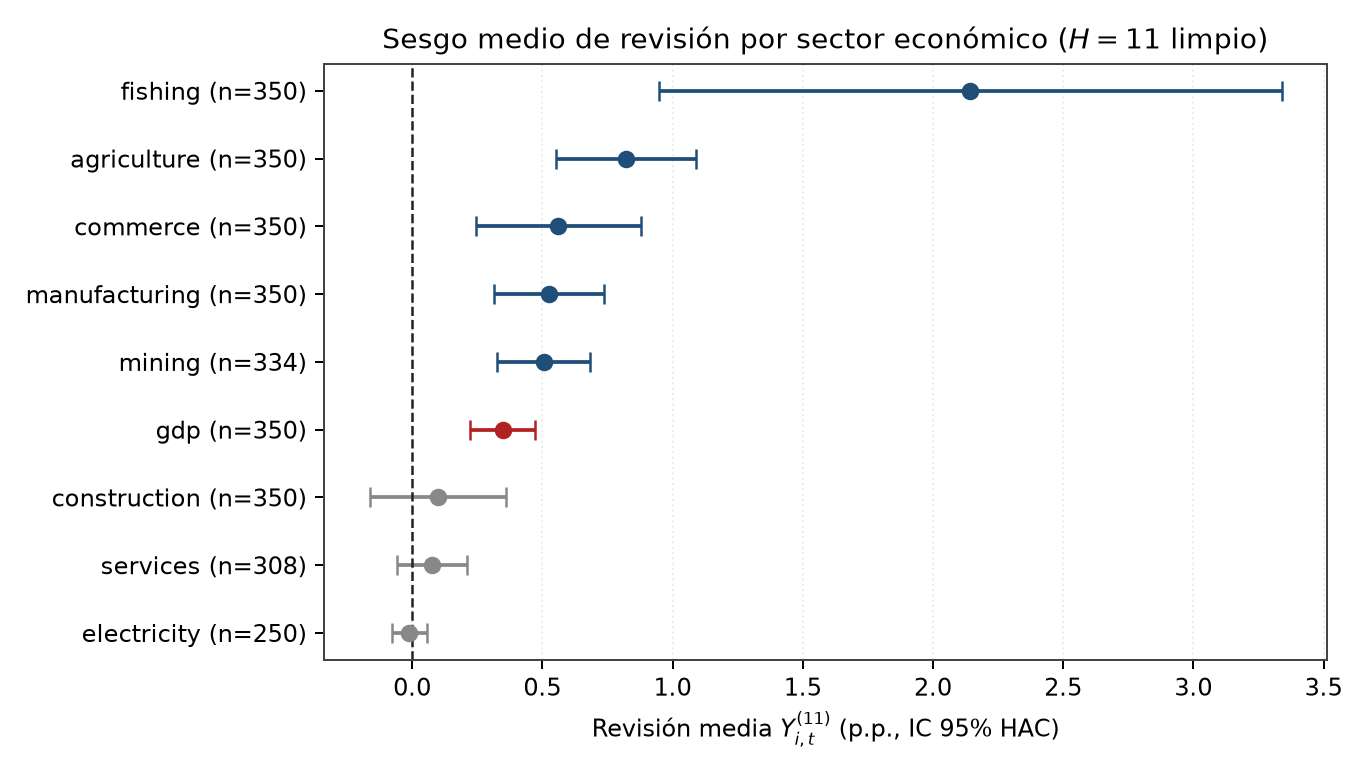 Sesgo medio de revisión por sector económico (H = 11 limpio)
fishing (n=350)
agriculture (n=350)
commerce (n=350)
manufacturing (n=350)
mining (n=334)
gdp (n=350)
construction (n=350)
services (n=308)
electricity (n=250)
0.0 0.5 1.0 1.5 2.0 2.5 3.0 3.5
Revisión media $Y_{i,t}^{(11)}$ (p.p., IC 95% HAC)